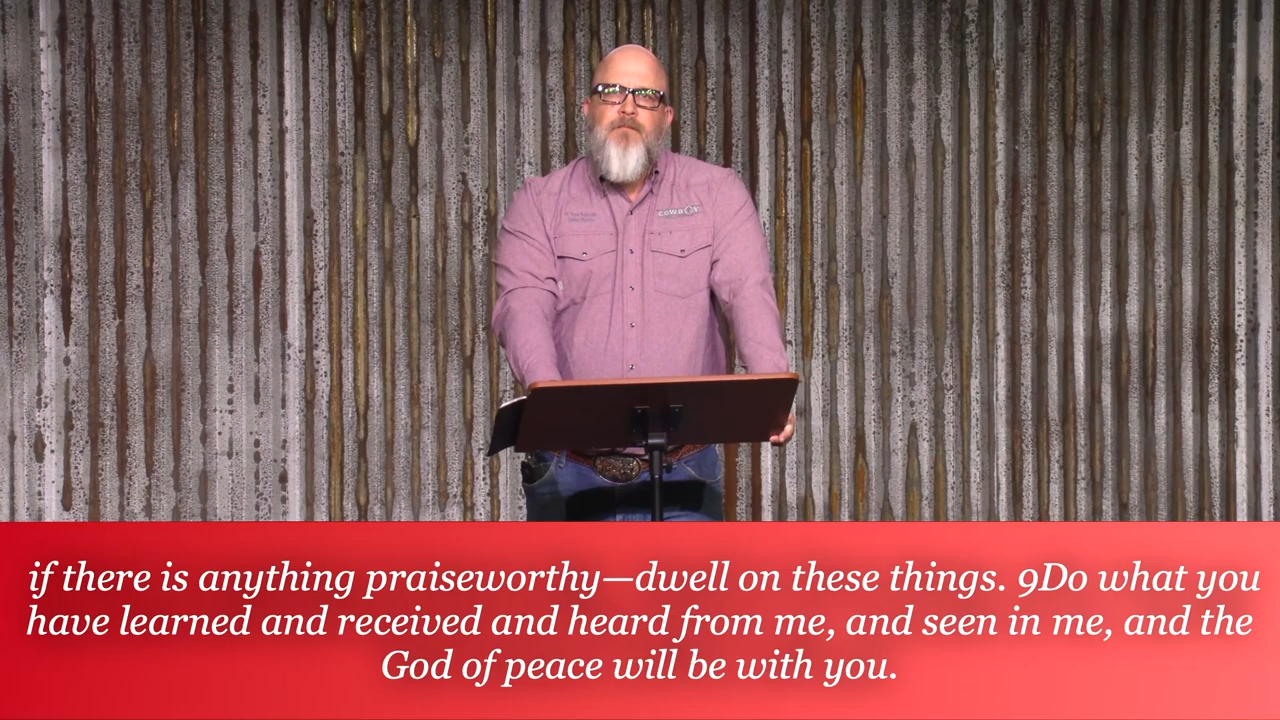 COWBOY
if there is anything praiseworthy—dwell on these things. 9Do what you
have learned and received and heard from me, and seen in me, and the
God of peace will be with you.